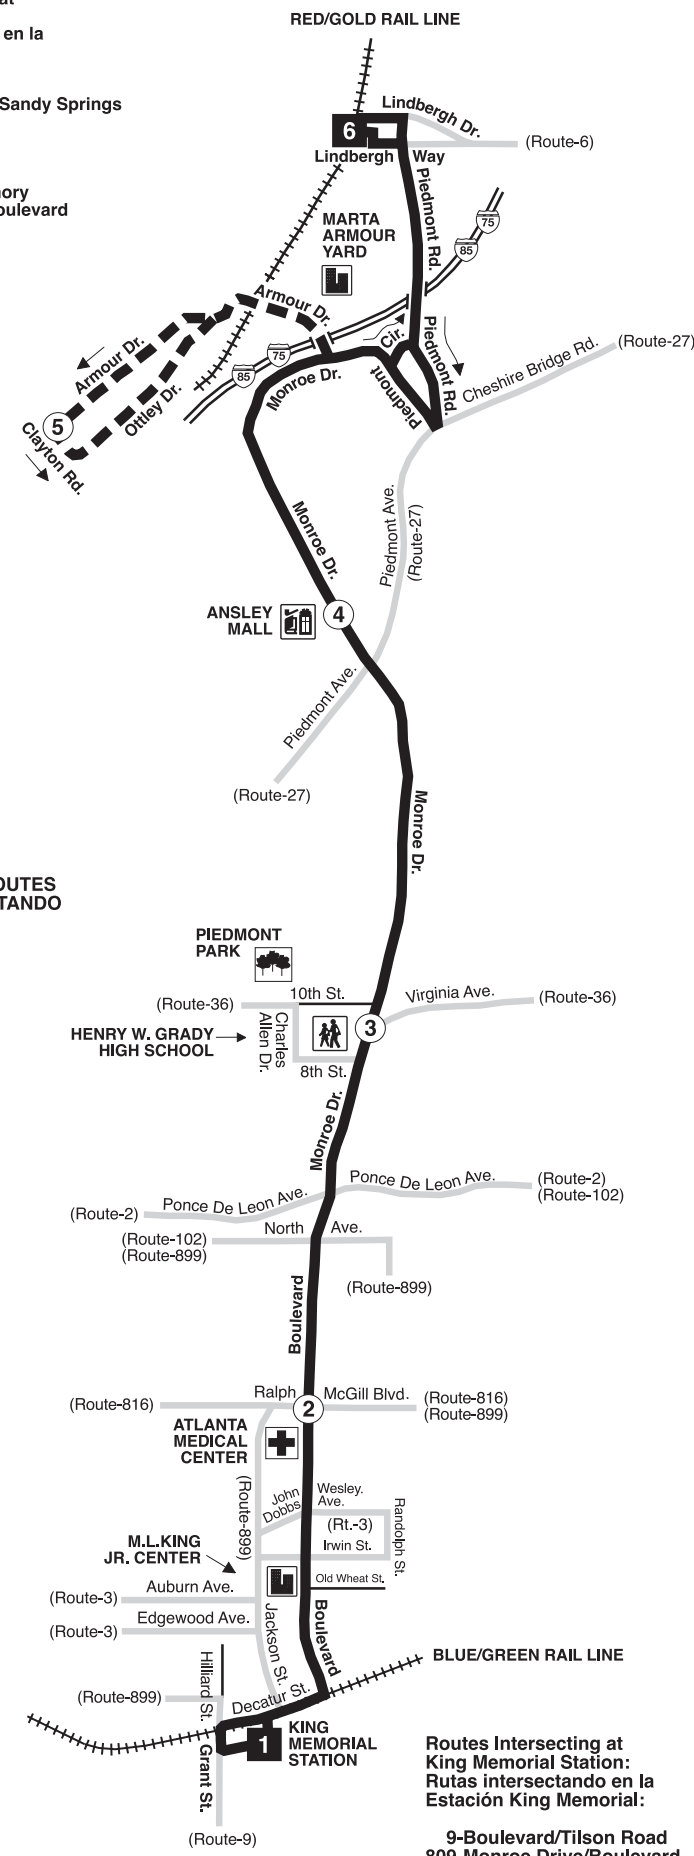 at
RED/GOLD RAIL LINE
en la
Sandy Springs
Lindbergh Dr.
6
(Route-6)
Lindbergh Way
oulevard
Piedmont Rd.
MARTA
ARMOUR
YARD
75
85
Armour Dr.
Armour Dr.
Cir.
Piedmont Rd.
(Route-27)
75
85
Monroe Dr.
Piedmont
Cheshire Bridge Rd.
Ottley Dr.
5
Clayton Rd.
Monroe Dr.
Piedmont Ave.
(Route-27)
ANSLEY
MALL
4
Piedmont Ave.
(Route-27)
Monroe Dr.
OUTES
TANDO
PIEDMONT
PARK
10th St.
Virginia Ave.
(Route-36)
(Route-36)
Charles
Allen Dr.
3
HENRY W. GRADY
HIGH SCHOOL
8th St.
Monroe Dr.
Ponce De Leon Ave.
(Route-2)
(Route-102)
Ponce De Leon Ave.
(Route-2)
North Ave.
(Route-102)
(Route-899)
(Route-899)
Boulevard
Ralph McGill Blvd.
(Route-816)
(Route-816)
(Route-899)
2
ATLANTA
MEDICAL
CENTER
(Route-899)
John Wesley
Dobbs Ave.
(Rt.-3)
Randolph St.
Irwin St.
M.L.KING
JR. CENTER
Old Wheat St.
Auburn Ave.
(Route-3)
Edgewood Ave.
(Route-3)
Jackson St.
Boulevard
BLUE/GREEN RAIL LINE
Hilliard St.
(Route-899)
Decatur St.
1
KING
MEMORIAL
STATION
Grant St.
(Route-9)
Routes Intersecting at
King Memorial Station:
Rutas intersectando en la
Estación King Memorial:
9-Boulevard/Tilson Road
809-Monroe Drive/Boulevard